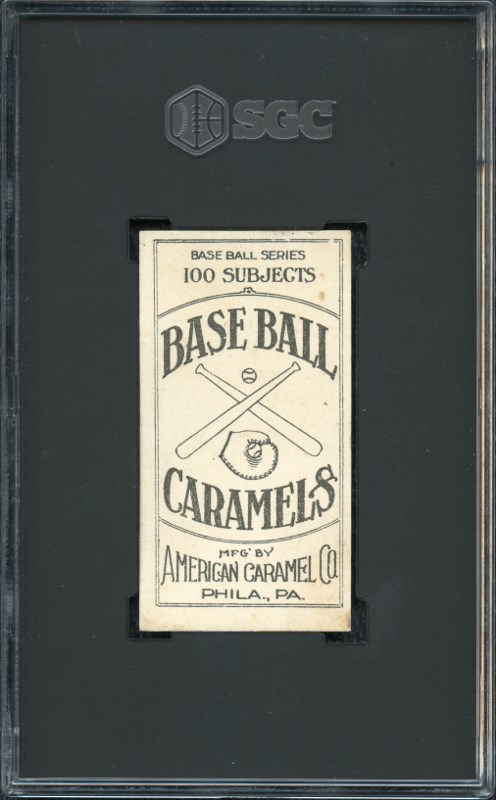 SGC
BASE BALL SERIES
100 SUBJECTS
BASE BALL
CARAMELS
MFG' BY
AMERICAN CARAMEL CO.
PHILA., PA.